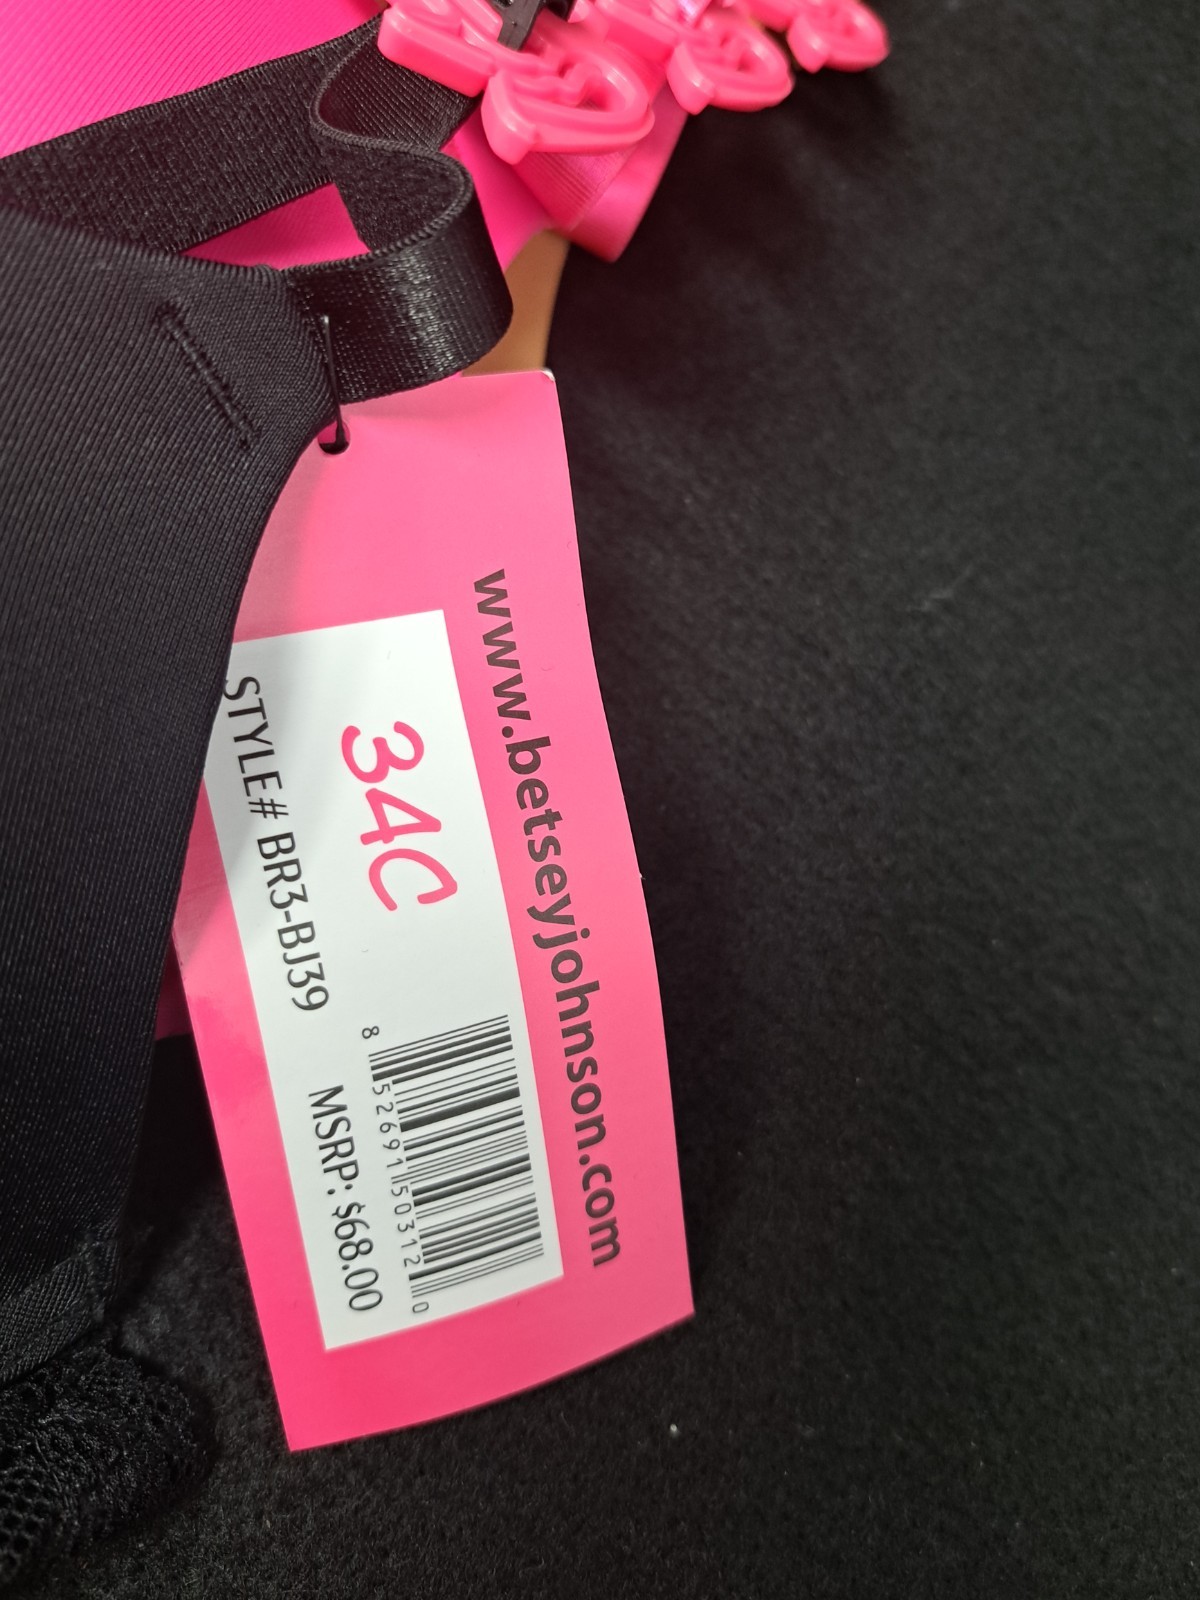 www.betseyjohnson.com
34C
8 52691 50312 0
STYLE# BR3-BJ39
MSRP: $68.00